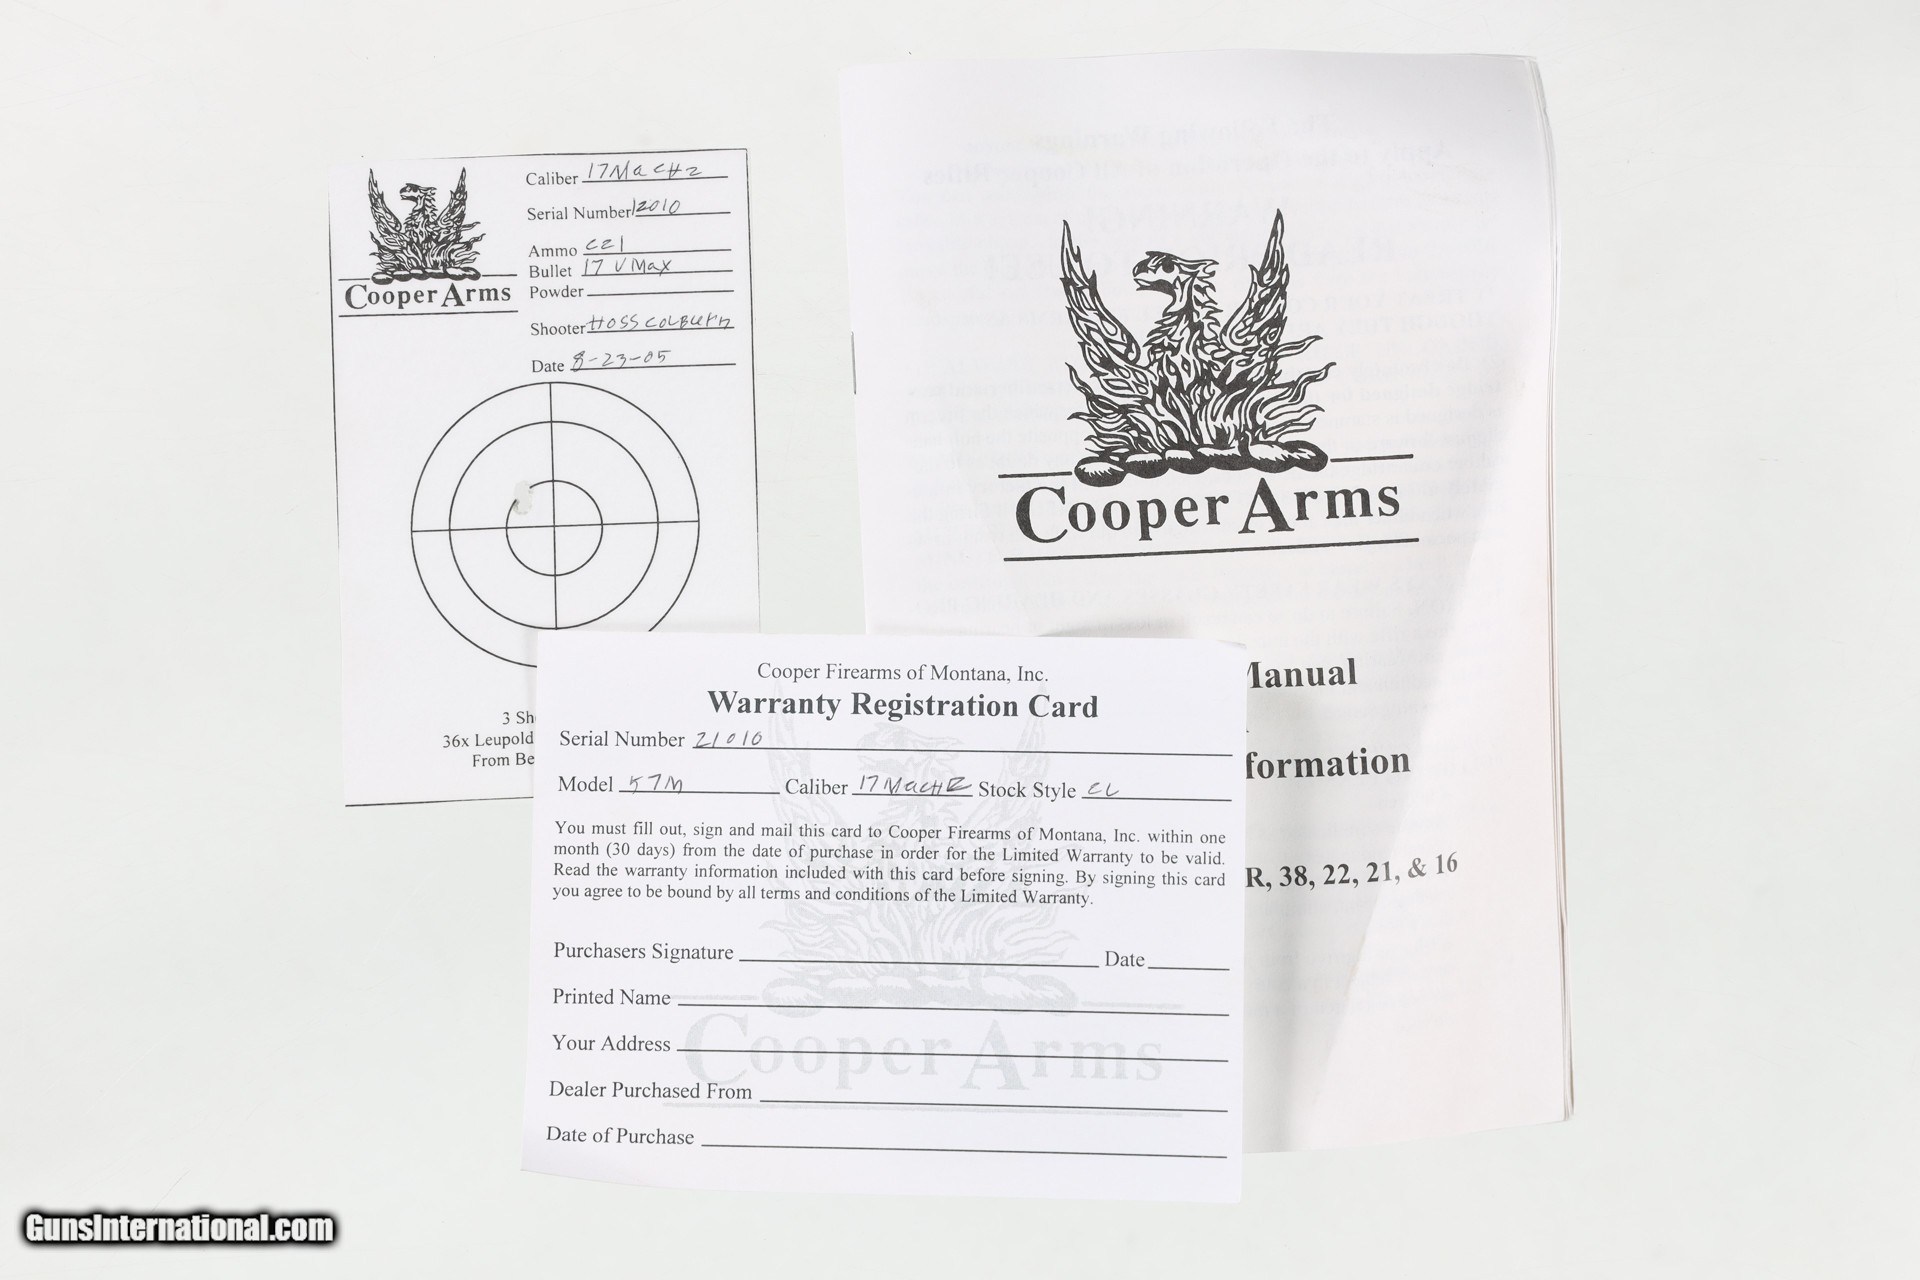 Caliber 17 MacH2
Serial Number 12010
Ammo CZI
Bullet 17 VMax
Powder
Shooter Hoss Colburn
Date 8-23-05
Cooper Arms
3 Sh
36x Leupold
From Be
Cooper Arms
Manual
formation
R, 38, 22, 21, & 16
Cooper Firearms of Montana, Inc.
Warranty Registration Card
Serial Number 21010
Model 57M Caliber 17MacH2 Stock Style CL
You must fill out, sign and mail this card to Cooper Firearms of Montana, Inc. within one
month (30 days) from the date of purchase in order for the Limited Warranty to be valid.
Read the warranty information included with this card before signing. By signing this card
you agree to be bound by all terms and conditions of the Limited Warranty.
Purchasers Signature Date
Printed Name
Your Address
Dealer Purchased From
Date of Purchase
Cooper Arms
GunsInternational.com